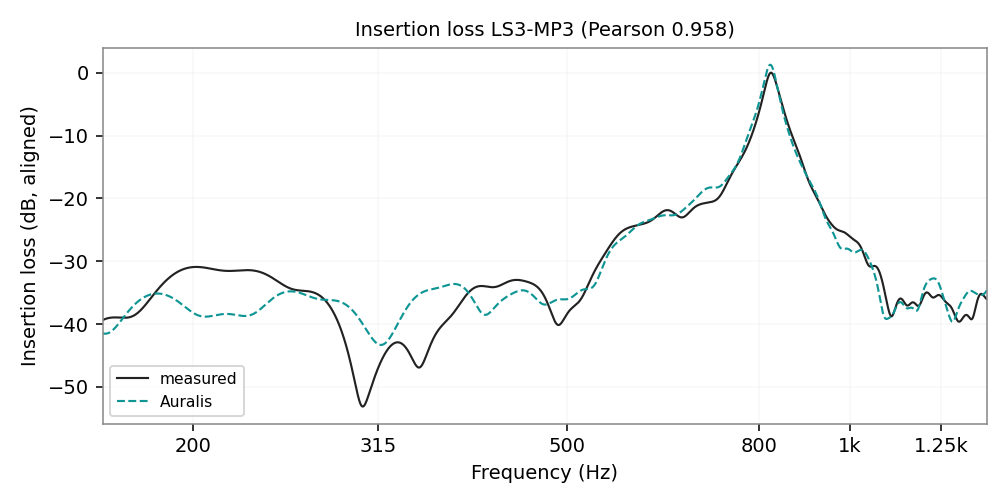 Insertion loss LS3-MP3 (Pearson 0.958)
Insertion loss (dB, aligned)
0
−10
−20
−30
−40
−50
measured
Auralis
200
315
500
800
1k
1.25k
Frequency (Hz)